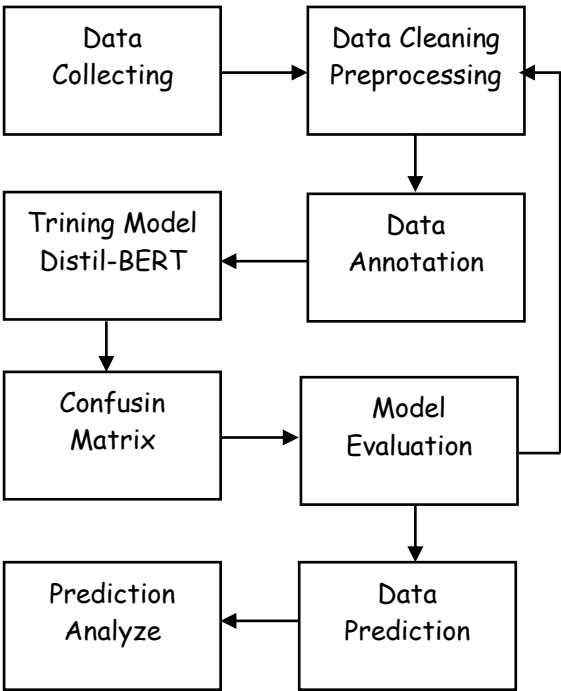 Data
Collecting
Data Cleaning
Preprocessing
Trining Model
Distil-BERT
Data
Annotation
Confusin
Matrix
Model
Evaluation
Prediction
Analyze
Data
Prediction